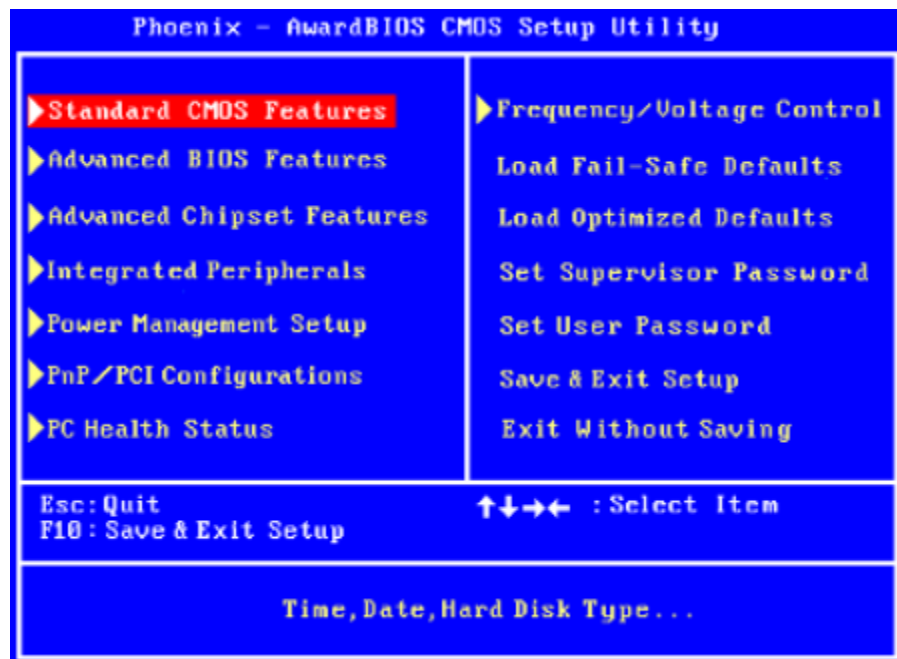 Phoenix - AwardBIOS CMOS Setup Utility
Standard CMOS Features
Advanced BIOS Features
Advanced Chipset Features
Integrated Peripherals
Power Management Setup
PnP/PCI Configurations
PC Health Status
Frequency/Voltage Control
Load Fail-Safe Defaults
Load Optimized Defaults
Set Supervisor Password
Set User Password
Save & Exit Setup
Exit Without Saving
Esc:Quit
F10:Save & Exit Setup
↑↓→← :Select Item
Time,Date,Hard Disk Type...